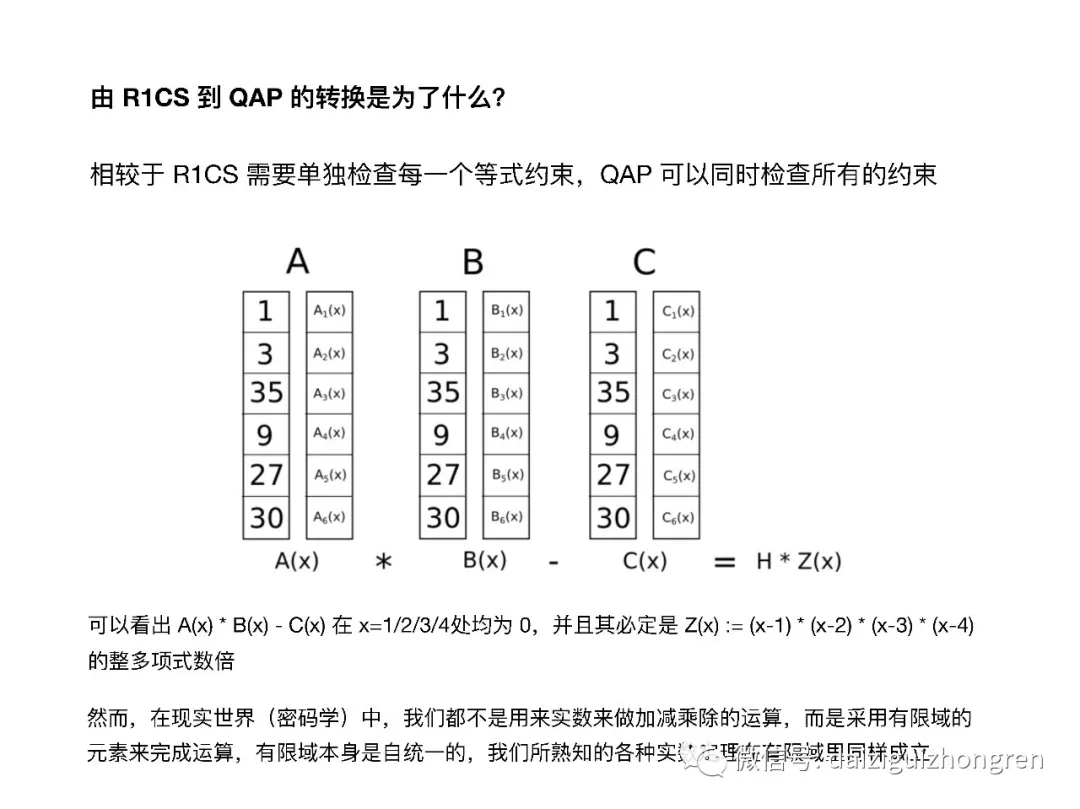 由 R1CS 到 QAP 的转换是为了什么？
相较于 R1CS 需要单独检查每一个等式约束，QAP 可以同时检查所有的约束
A B C
1 A₁(x) 1 B₁(x) 1 C₁(x)
3 A₂(x) 3 B₂(x) 3 C₂(x)
35 A₃(x) 35 B₃(x) 35 C₃(x)
9 A₄(x) 9 B₄(x) 9 C₄(x)
27 A₅(x) 27 B₅(x) 27 C₅(x)
30 A₆(x) 30 B₆(x) 30 C₆(x)
A(x) * B(x) - C(x) = H * Z(x)
可以看出 A(x) * B(x) - C(x) 在 x=1/2/3/4处均为 0，并且其必定是 Z(x) := (x-1) * (x-2) * (x-3) * (x-4)
的整多项式数倍
然而，在现实世界（密码学）中，我们都不是用来实数来做加减乘除的运算，而是采用有限域的
元素来完成运算，有限域本身是自统一的，我们所熟知的各种实数定理在有限域里同样成立
微信号: daiziguizhongren